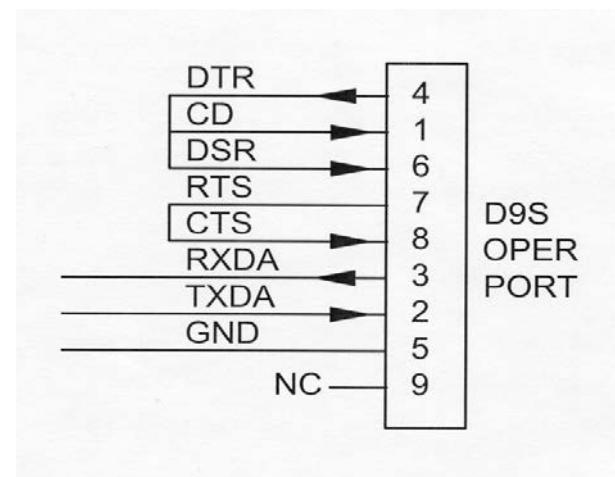 DTR 4
CD 1
DSR 6
RTS 7
CTS 8
RXDA 3
TXDA 2
GND 5
NC 9
D9S
OPER
PORT